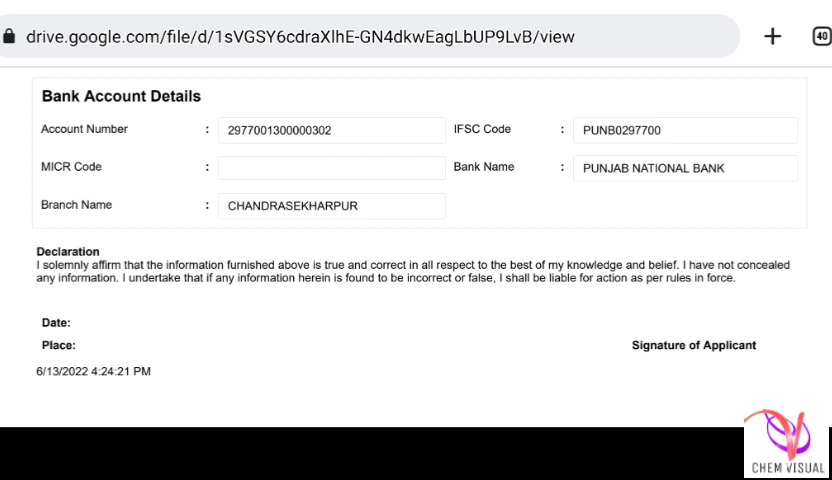 drive.google.com/file/d/1sVGSY6cdraXlhE-GN4dkwEagLbUP9LvB/view
40
Bank Account Details
Account Number : 2977001300000302 IFSC Code : PUNB0297700
MICR Code : Bank Name : PUNJAB NATIONAL BANK
Branch Name : CHANDRASEKHARPUR
Declaration
I solemnly affirm that the information furnished above is true and correct in all respect to the best of my knowledge and belief. I have not concealed
any information. I undertake that if any information herein is found to be incorrect or false, I shall be liable for action as per rules in force.
Date:
Place: Signature of Applicant
6/13/2022 4:24:21 PM
CHEM VISUAL